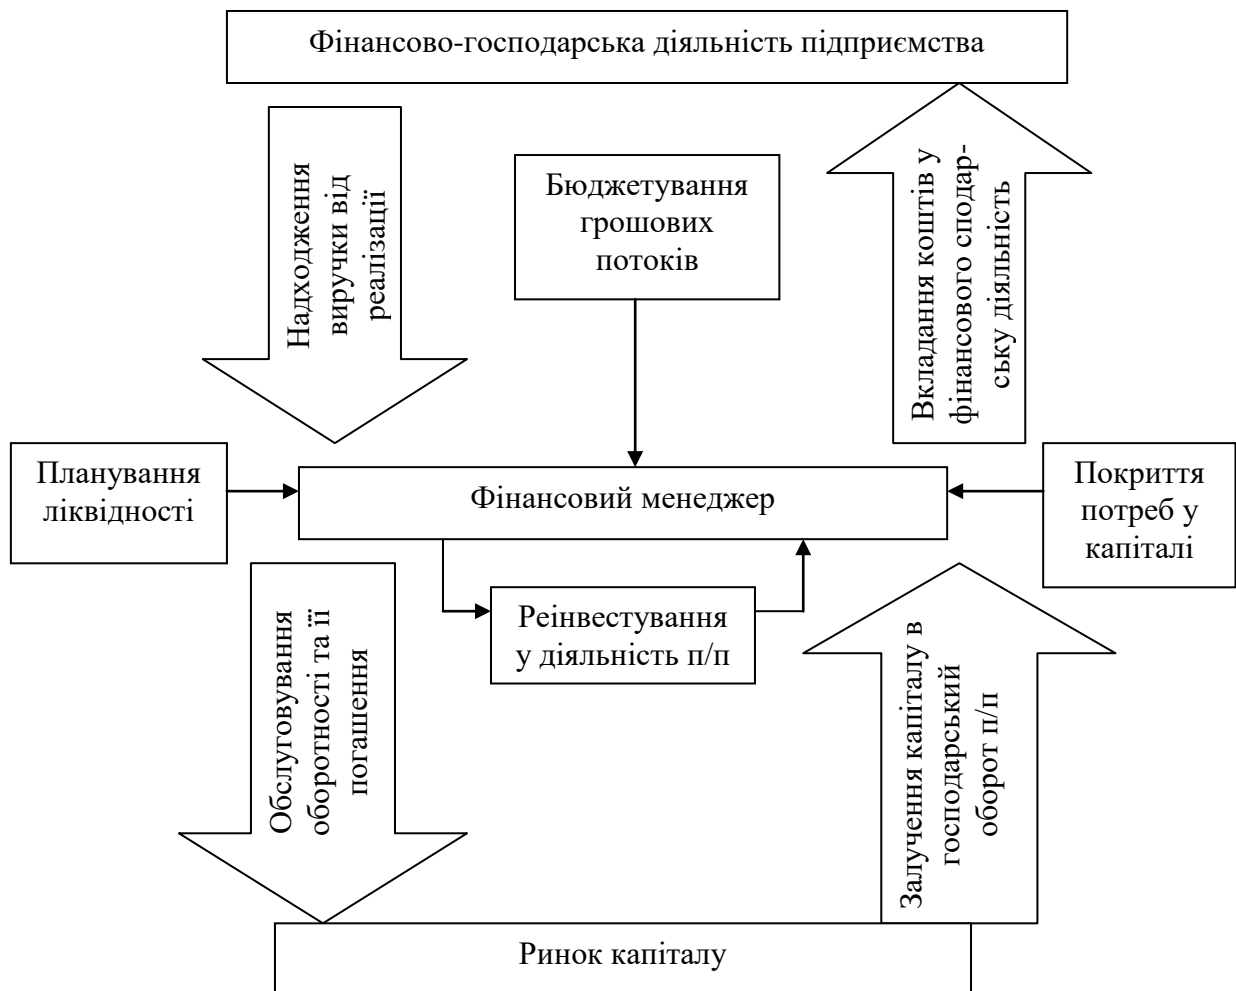 Фінансово-господарська діяльність підприємства
Надходження
виручки від
реалізації
Бюджетування
грошових
потоків
Вкладання коштів у
фінансового сподар-
ську діяльність
Планування
ліквідності
Фінансовий менеджер
Покриття
потреб у
капіталі
Реінвестування
у діяльність п/п
Обслуговування
оборотності та її
погашення
Залучення капіталу в
господарський
оборот п/п
Ринок капіталу